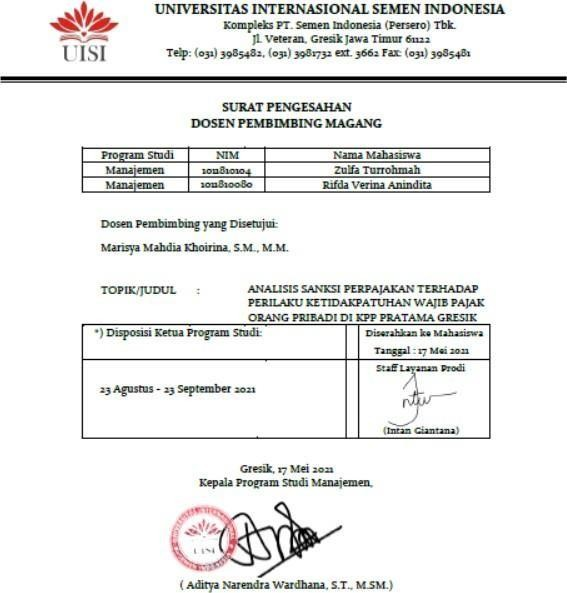 UNIVERSITAS INTERNASIONAL SEMEN INDONESIA
Kompleks PT. Semen Indonesia (Persero) Tbk.
Jl. Veteran, Gresik Jawa Timur 61122
Telp: (031) 3985482, (031) 3981732 ext. 3662 Fax: (031) 3985481
UISI
SURAT PENGESAHAN
DOSEN PEMBIMBING MAGANG
Program Studi NIM Nama Mahasiswa
Manajemen 1011810104 Zulfa Turrohmah
Manajemen 1011810080 Rifda Verina Anindita
Dosen Pembimbing yang Disetujui:
Marisya Mahdia Khoirina, S.M., M.M.
TOPIK/JUDUL : ANALISIS SANKSI PERPAJAKAN TERHADAP
PERILAKU KETIDAKPATUHAN WAJIB PAJAK
ORANG PRIBADI DI KPP PRATAMA GRESIK
*) Disposisi Ketua Program Studi: Diserahkan ke Mahasiswa
Tanggal : 17 Mei 2021
Staff Layanan Prodi
23 Agustus - 23 September 2021
(Intan Giantana)
Gresik, 17 Mei 2021
Kepala Program Studi Manajemen,
UISI
( Aditya Narendra Wardhana, S.T., M.SM.)